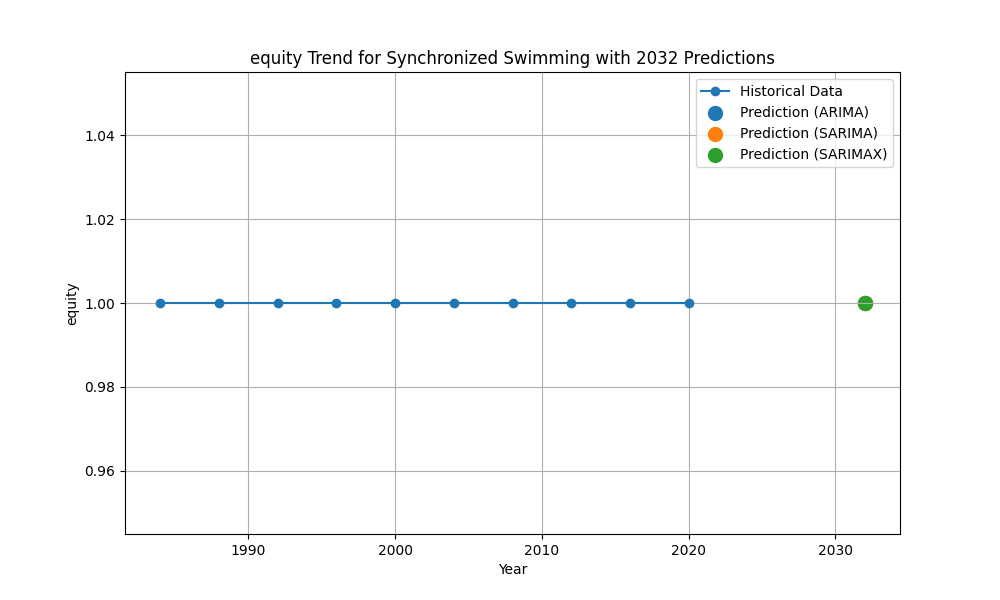 equity Trend for Synchronized Swimming with 2032 Predictions
Historical Data
Prediction (ARIMA)
Prediction (SARIMA)
Prediction (SARIMAX)
1.04
1.02
1.00
0.98
0.96
equity
1990 2000 2010 2020 2030
Year